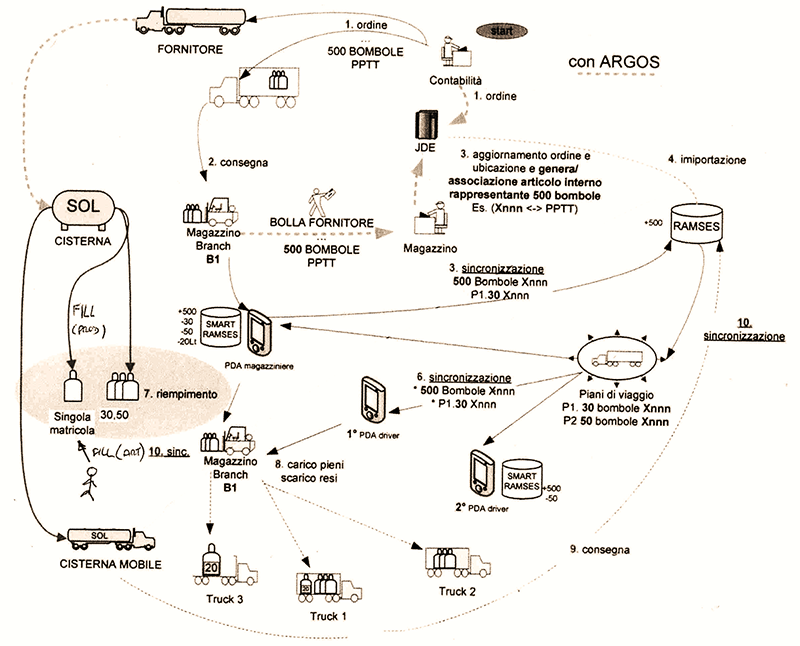 FORNITORE
1. ordine
...
500 BOMBOLE
PPTT
start
Contabilità
con ARGOS
1. ordine
JDE
2. consegna
3. aggiornamento ordine e
ubicazione e genera/
associazione articolo interno
rappresentante 500 bombole
Es. (Xnnn <-> PPTT)
4. imiportazione
SOL
CISTERNA
Magazzino
Branch
B1
BOLLA FORNITORE
...
500 BOMBOLE
PPTT
Magazzino
+500
RAMSES
3. sincronizzazione
500 Bombole Xnnn
P1.30 Xnnn
+500
-30
-50
-20Lt
SMART
RAMSES
PDA magazziniere
FILL
10.
sincronizzazione
7. riempimento
Singola
matricola
30,50
6. sincronizzazione
* 500 Bombole Xnnn
* P1.30 Xnnn
Piani di viaggio
P1. 30 bombole Xnnn
P2 50 bombole Xnnn
1° PDA driver
FILL (ART)
10. sinc.
Magazzino
Branch
B1
8. carico pieni
scarico resi
2° PDA driver
SMART
RAMSES
+500
-50
SOL
CISTERNA MOBILE
9. consegna
20
Truck 3
Truck 1
Truck 2